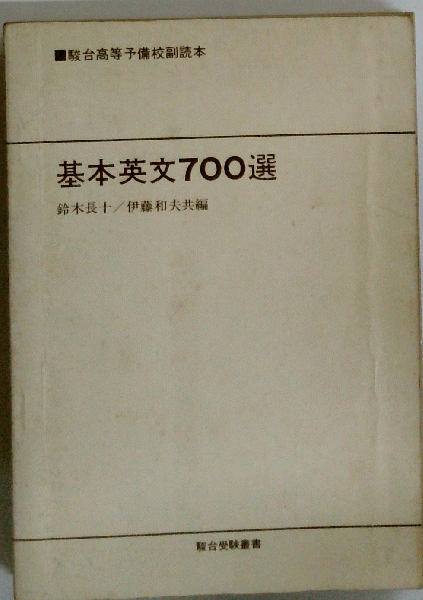 ■駿台高等予備校副読本
基本英文700選
鈴木長十／伊藤和夫共編
駿台受験叢書